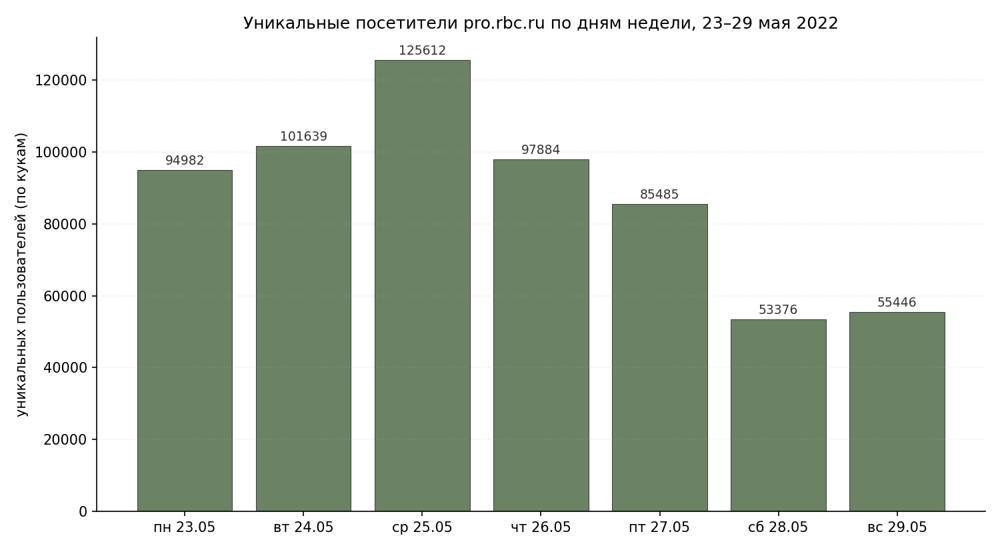 Уникальные посетители pro.rbc.ru по дням недели, 23–29 мая 2022
уникальных пользователей (по кукам)
120000
100000
80000
60000
40000
20000
0
94982
101639
125612
97884
85485
53376
55446
пн 23.05
вт 24.05
ср 25.05
чт 26.05
пт 27.05
сб 28.05
вс 29.05